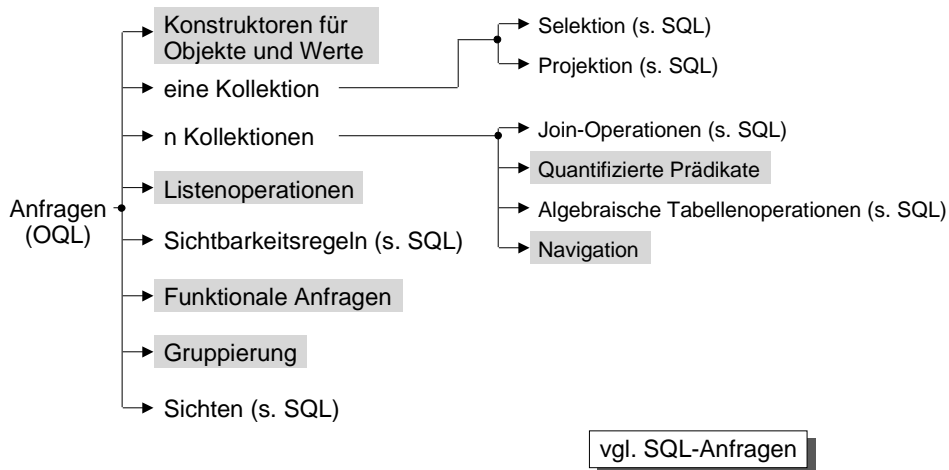 Konstruktoren für
Objekte und Werte
eine Kollektion
Selektion (s. SQL)
Projektion (s. SQL)
n Kollektionen
Join-Operationen (s. SQL)
Quantifizierte Prädikate
Algebraische Tabellenoperationen (s. SQL)
Navigation
Listenoperationen
Anfragen
(OQL)
Sichtbarkeitsregeln (s. SQL)
Funktionale Anfragen
Gruppierung
Sichten (s. SQL)
vgl. SQL-Anfragen